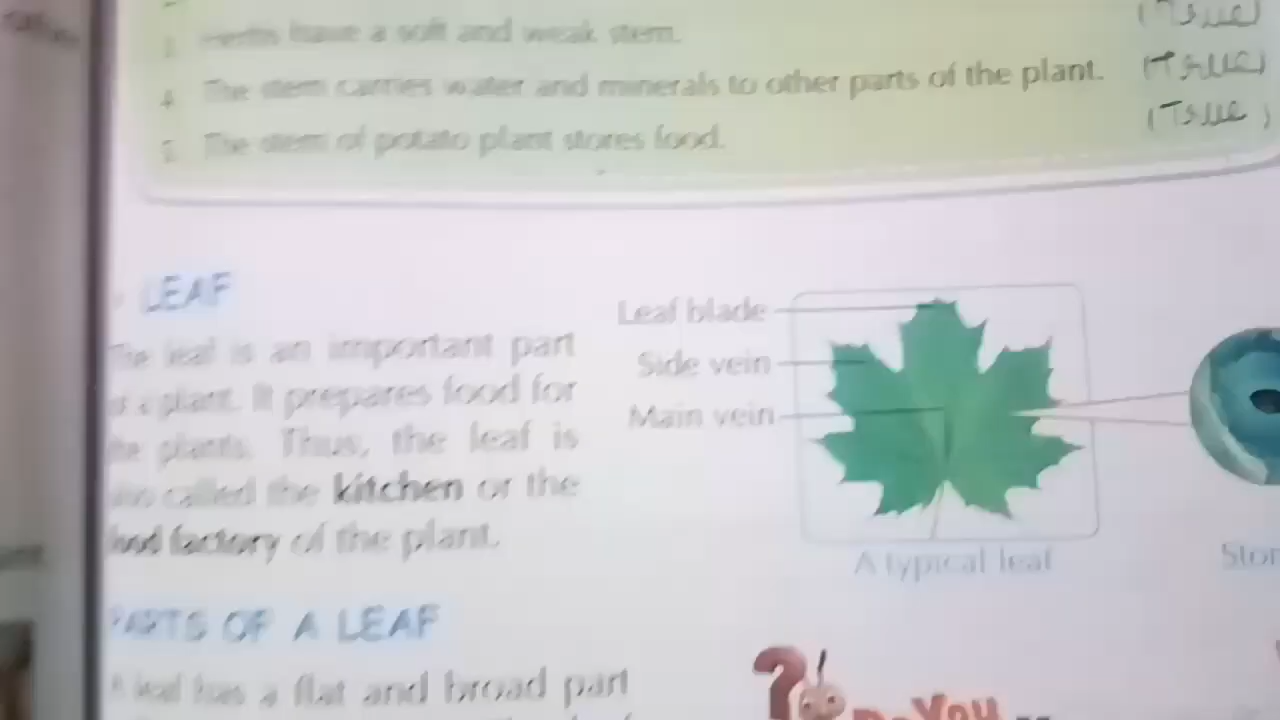 3. Herbs have a soft and weak stem. (True)
4. The stem carries water and minerals to other parts of the plant. (True)
5. The stem of potato plant stores food. (True)
LEAF
The leaf is an important part
of a plant. It prepares food for
the plants. Thus, the leaf is
also called the kitchen or the
food factory of the plant.
Leaf blade
Side vein
Main vein
A typical leaf
PARTS OF A LEAF
A leaf has a flat and broad part
You